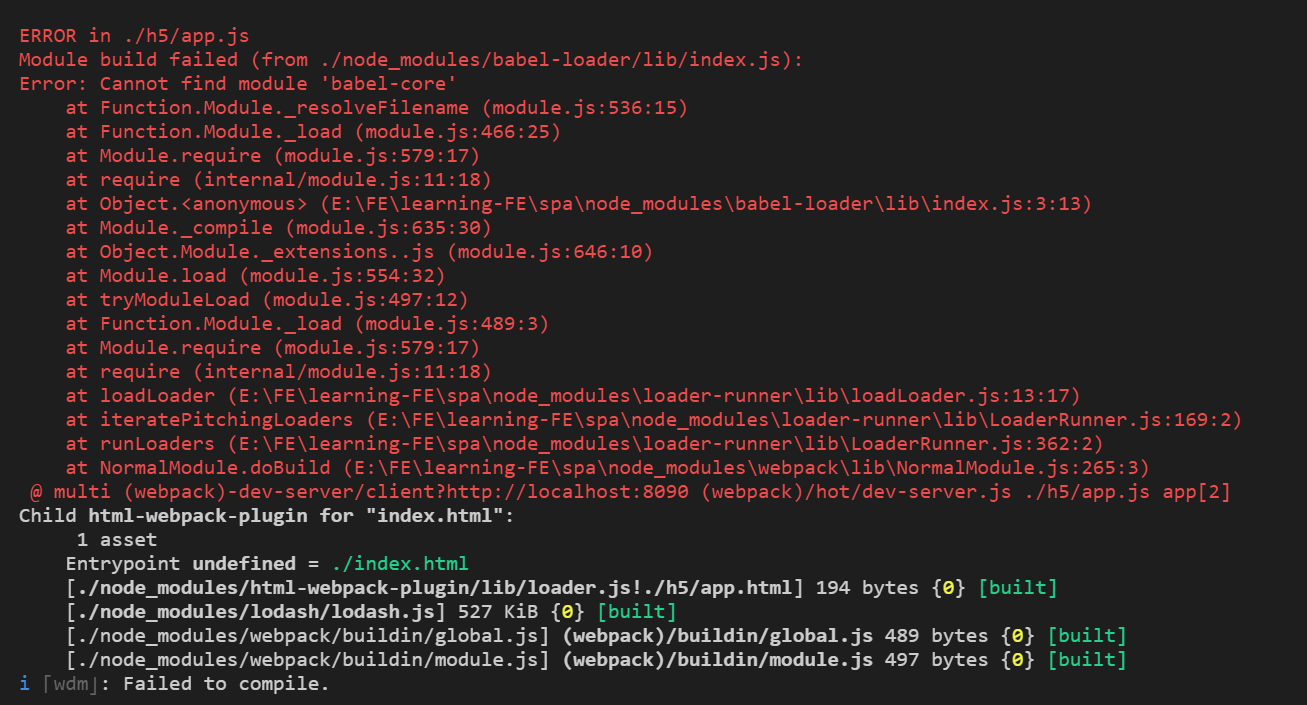 ERROR in ./h5/app.js
Module build failed (from ./node_modules/babel-loader/lib/index.js):
Error: Cannot find module 'babel-core'
    at Function.Module._resolveFilename (module.js:536:15)
    at Function.Module._load (module.js:466:25)
    at Module.require (module.js:579:17)
    at require (internal/module.js:11:18)
    at Object.<anonymous> (E:\FE\learning-FE\spa\node_modules\babel-loader\lib\index.js:3:13)
    at Module._compile (module.js:635:30)
    at Object.Module._extensions..js (module.js:646:10)
    at Module.load (module.js:554:32)
    at tryModuleLoad (module.js:497:12)
    at Function.Module._load (module.js:489:3)
    at Module.require (module.js:579:17)
    at require (internal/module.js:11:18)
    at loadLoader (E:\FE\learning-FE\spa\node_modules\loader-runner\lib\loadLoader.js:13:17)
    at iteratePitchingLoaders (E:\FE\learning-FE\spa\node_modules\loader-runner\lib\LoaderRunner.js:169:2)
    at runLoaders (E:\FE\learning-FE\spa\node_modules\loader-runner\lib\LoaderRunner.js:362:2)
    at NormalModule.doBuild (E:\FE\learning-FE\spa\node_modules\webpack\lib\NormalModule.js:265:3)
 @ multi (webpack)-dev-server/client?http://localhost:8090 (webpack)/hot/dev-server.js ./h5/app.js app[2]
Child html-webpack-plugin for "index.html":
     1 asset
    Entrypoint undefined = ./index.html
    [./node_modules/html-webpack-plugin/lib/loader.js!./h5/app.html] 194 bytes {0} [built]
    [./node_modules/lodash/lodash.js] 527 KiB {0} [built]
    [./node_modules/webpack/buildin/global.js] (webpack)/buildin/global.js 489 bytes {0} [built]
    [./node_modules/webpack/buildin/module.js] (webpack)/buildin/module.js 497 bytes {0} [built]
i ⌈wdm⌋: Failed to compile.